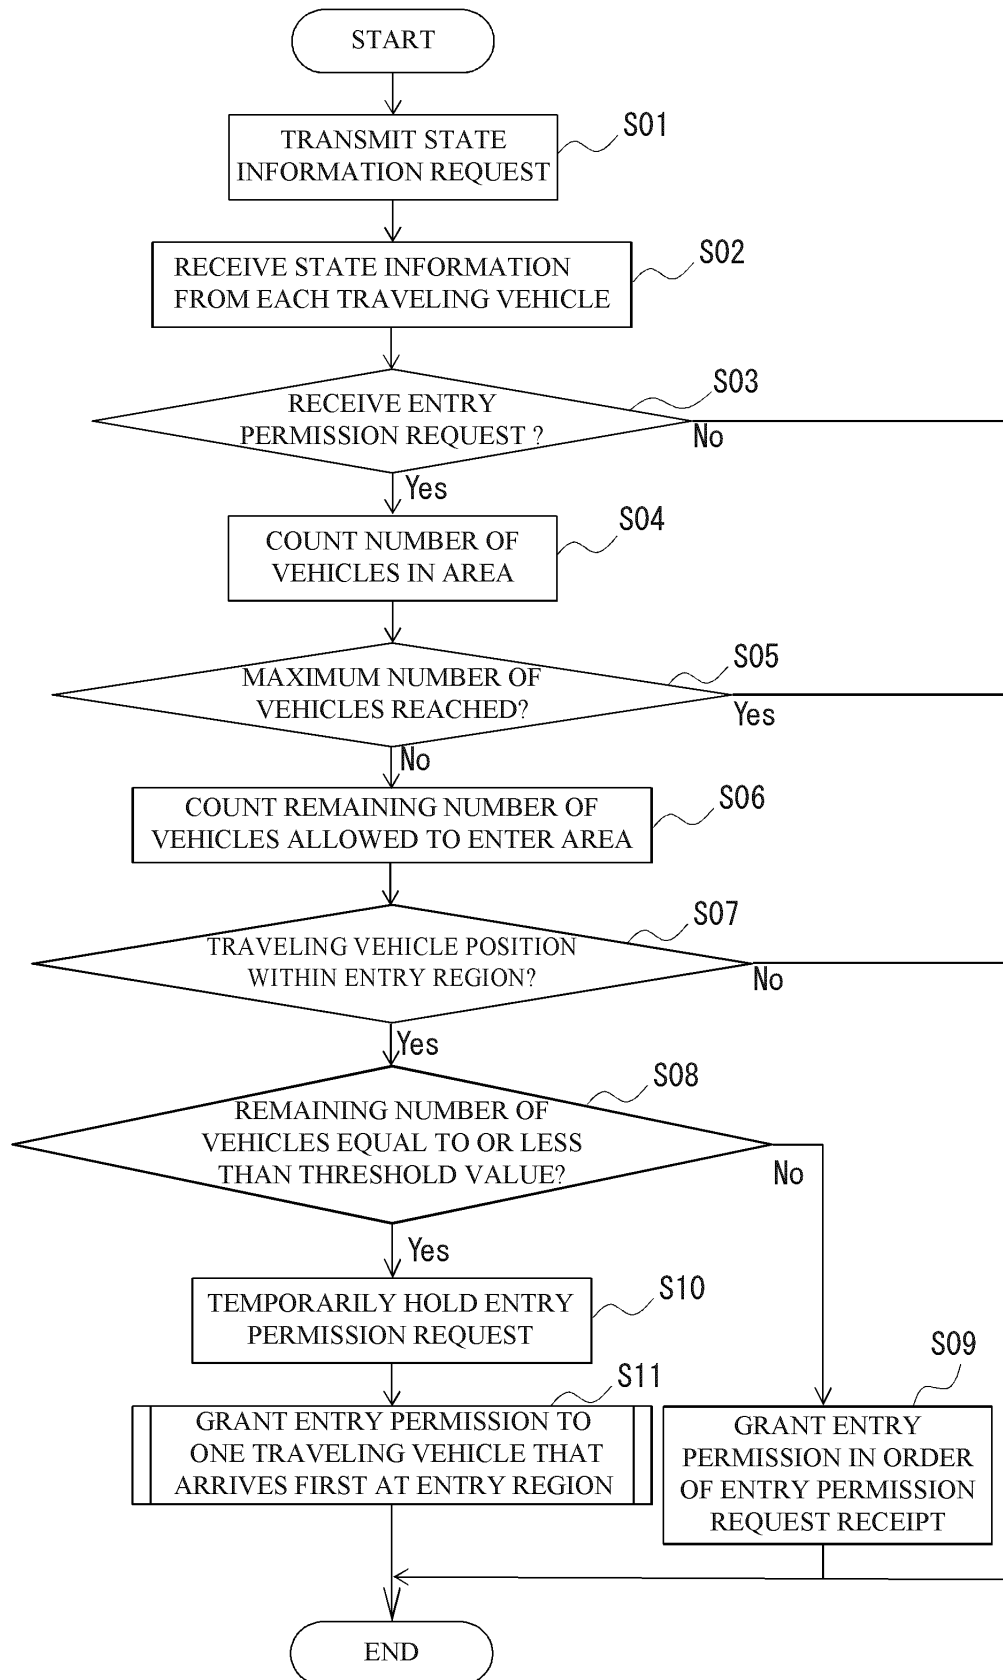 START
S01
TRANSMIT STATE
INFORMATION REQUEST
S02
RECEIVE STATE INFORMATION
FROM EACH TRAVELING VEHICLE
S03
RECEIVE ENTRY
PERMISSION REQUEST ?
No
Yes
S04
COUNT NUMBER OF
VEHICLES IN AREA
S05
MAXIMUM NUMBER OF
VEHICLES REACHED?
Yes
No
S06
COUNT REMAINING NUMBER OF
VEHICLES ALLOWED TO ENTER AREA
S07
TRAVELING VEHICLE POSITION
WITHIN ENTRY REGION?
No
Yes
S08
REMAINING NUMBER OF
VEHICLES EQUAL TO OR LESS
THAN THRESHOLD VALUE?
No
Yes
S10
TEMPORARILY HOLD ENTRY
PERMISSION REQUEST
S11
GRANT ENTRY PERMISSION TO
ONE TRAVELING VEHICLE THAT
ARRIVES FIRST AT ENTRY REGION
S09
GRANT ENTRY
PERMISSION IN ORDER
OF ENTRY PERMISSION
REQUEST RECEIPT
END